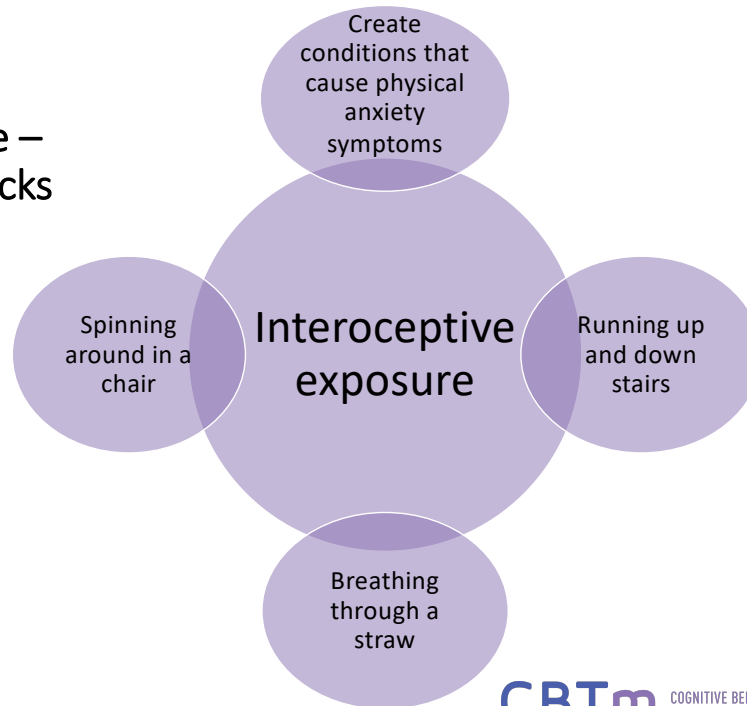 e –
cks
Create
conditions that
cause physical
anxiety
symptoms
Spinning
around in a
chair
Interoceptive
exposure
Running up
and down
stairs
Breathing
through a
straw
CBTm COGNITIVE BE